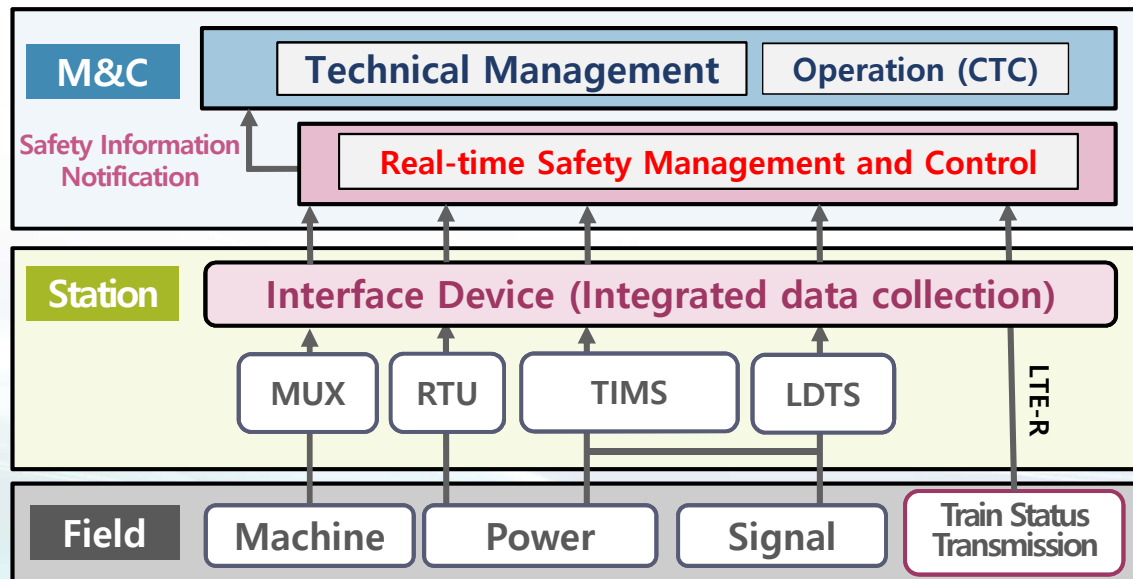 M&C
Technical Management
Operation (CTC)
Safety Information
Notification
Real-time Safety Management and Control
Station
Interface Device (Integrated data collection)
MUX
RTU
TIMS
LDTS
LTE-R
Field
Machine
Power
Signal
Train Status
Transmission